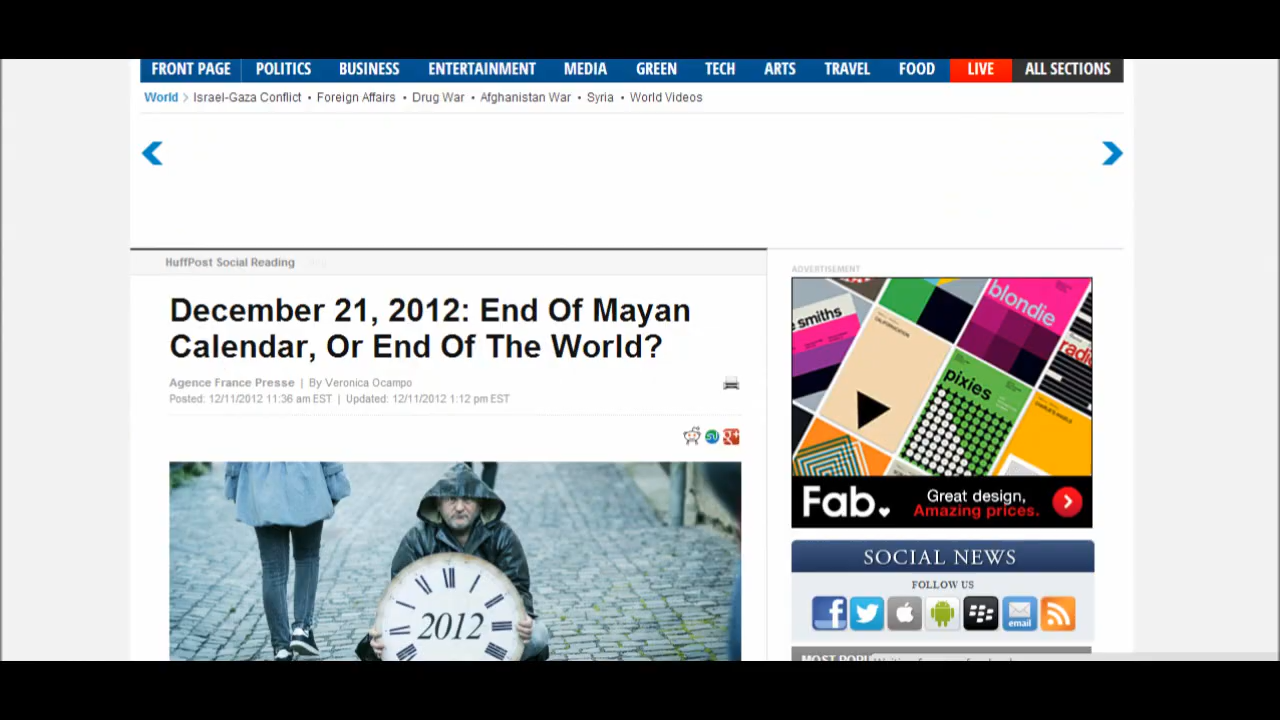 FRONT PAGE POLITICS BUSINESS ENTERTAINMENT MEDIA GREEN TECH ARTS TRAVEL FOOD LIVE ALL SECTIONS
World Israel-Gaza Conflict • Foreign Affairs • Drug War • Afghanistan War • Syria • World Videos
HuffPost Social Reading
December 21, 2012: End Of Mayan
Calendar, Or End Of The World?
Agence France Presse | By Veronica Ocampo
Posted: 12/11/2012 11:36 am EST | Updated: 12/11/2012 1:12 pm EST
2012
ADVERTISEMENT
blondie
smiths
pixies
Fab.
Great design,
Amazing prices.
SOCIAL NEWS
FOLLOW US
email